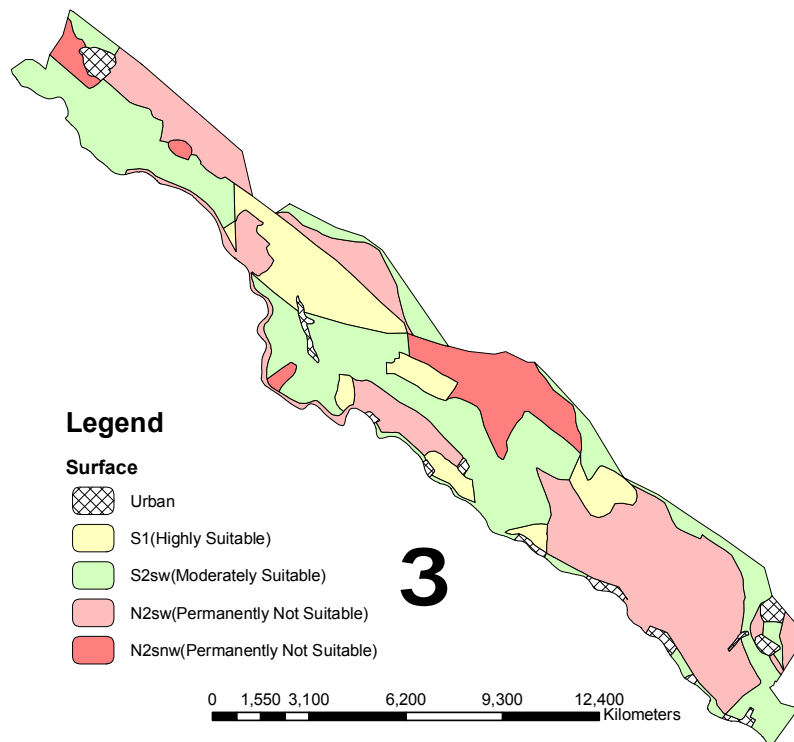 Legend
Surface
Urban
S1(Highly Suitable)
S2sw(Moderately Suitable)
N2sw(Permanently Not Suitable)
N2snw(Permanently Not Suitable)
3
0 1,550 3,100 6,200 9,300 12,400
Kilometers